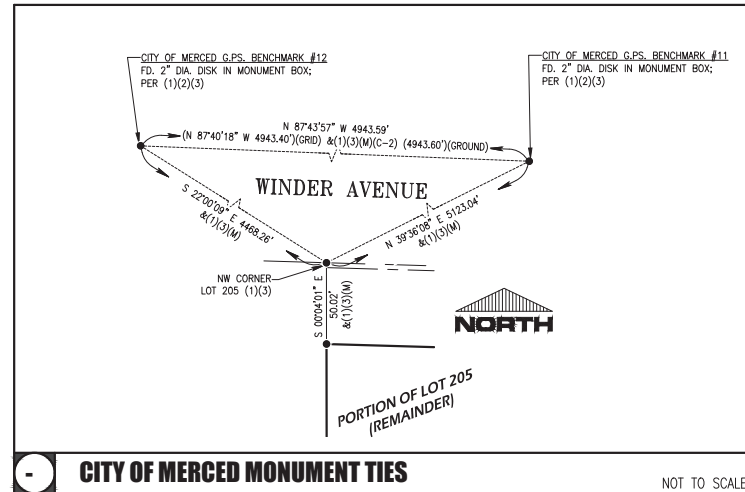 CITY OF MERCED G.P.S. BENCHMARK #12
FD. 2" DIA. DISK IN MONUMENT BOX;
PER (1)(2)(3)
CITY OF MERCED G.P.S. BENCHMARK #11
FD. 2" DIA. DISK IN MONUMENT BOX;
PER (1)(2)(3)
N 87°43'57" W 4943.59'
(N 87°40'18" W 4943.40')(GRID) &(1)(3)(M)(C-2) (4943.60')(GROUND)
WINDER AVENUE
S 22°00'09" E 4468.26'
&(1)(3)(M)
N 39°36'08" E 5123.04'
&(1)(3)(M)
NW CORNER
LOT 205 (1)(3)
S 00°04'01" E
50.02'
&(1)(3)(M)
NORTH
PORTION OF LOT 205
(REMAINDER)
-
CITY OF MERCED MONUMENT TIES
NOT TO SCALE